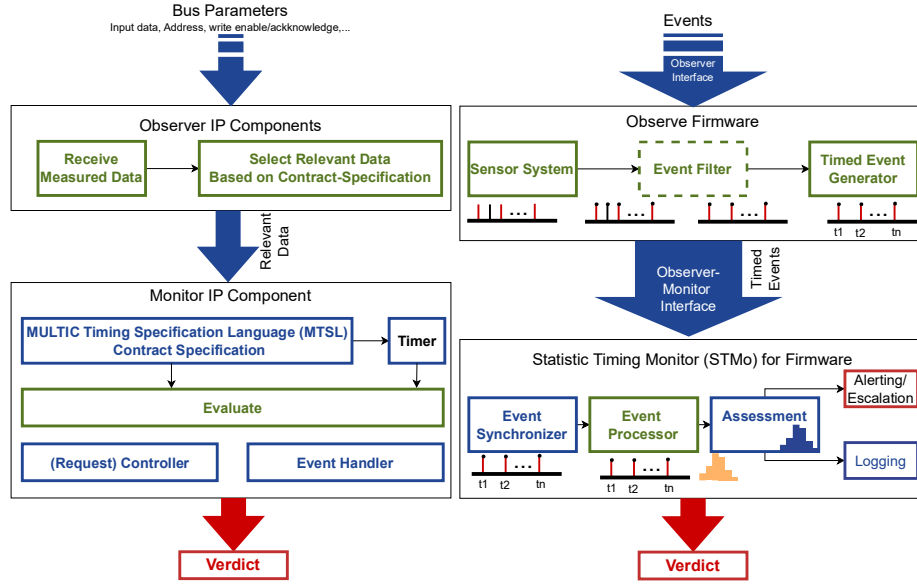 Bus Parameters
Input data, Address, write enable/ackknowledge,...
Observer IP Components
Receive
Measured Data
Select Relevant Data
Based on Contract-Specification
Relevant
Data
Monitor IP Component
MULTIC Timing Specification Language (MTSL)
Contract Specification
Timer
Evaluate
(Request) Controller
Event Handler
Verdict
Events
Observer
Interface
Observe Firmware
Sensor System
Event Filter
Timed Event
Generator
...
...
...
...
t1 t2 tn
Observer-
Monitor
Interface
Timed
Events
Statistic Timing Monitor (STMo) for Firmware
Event
Synchronizer
Event
Processor
Assessment
Alerting/
Escalation
Logging
...
t1 t2 tn
...
t1 t2 tn
Verdict